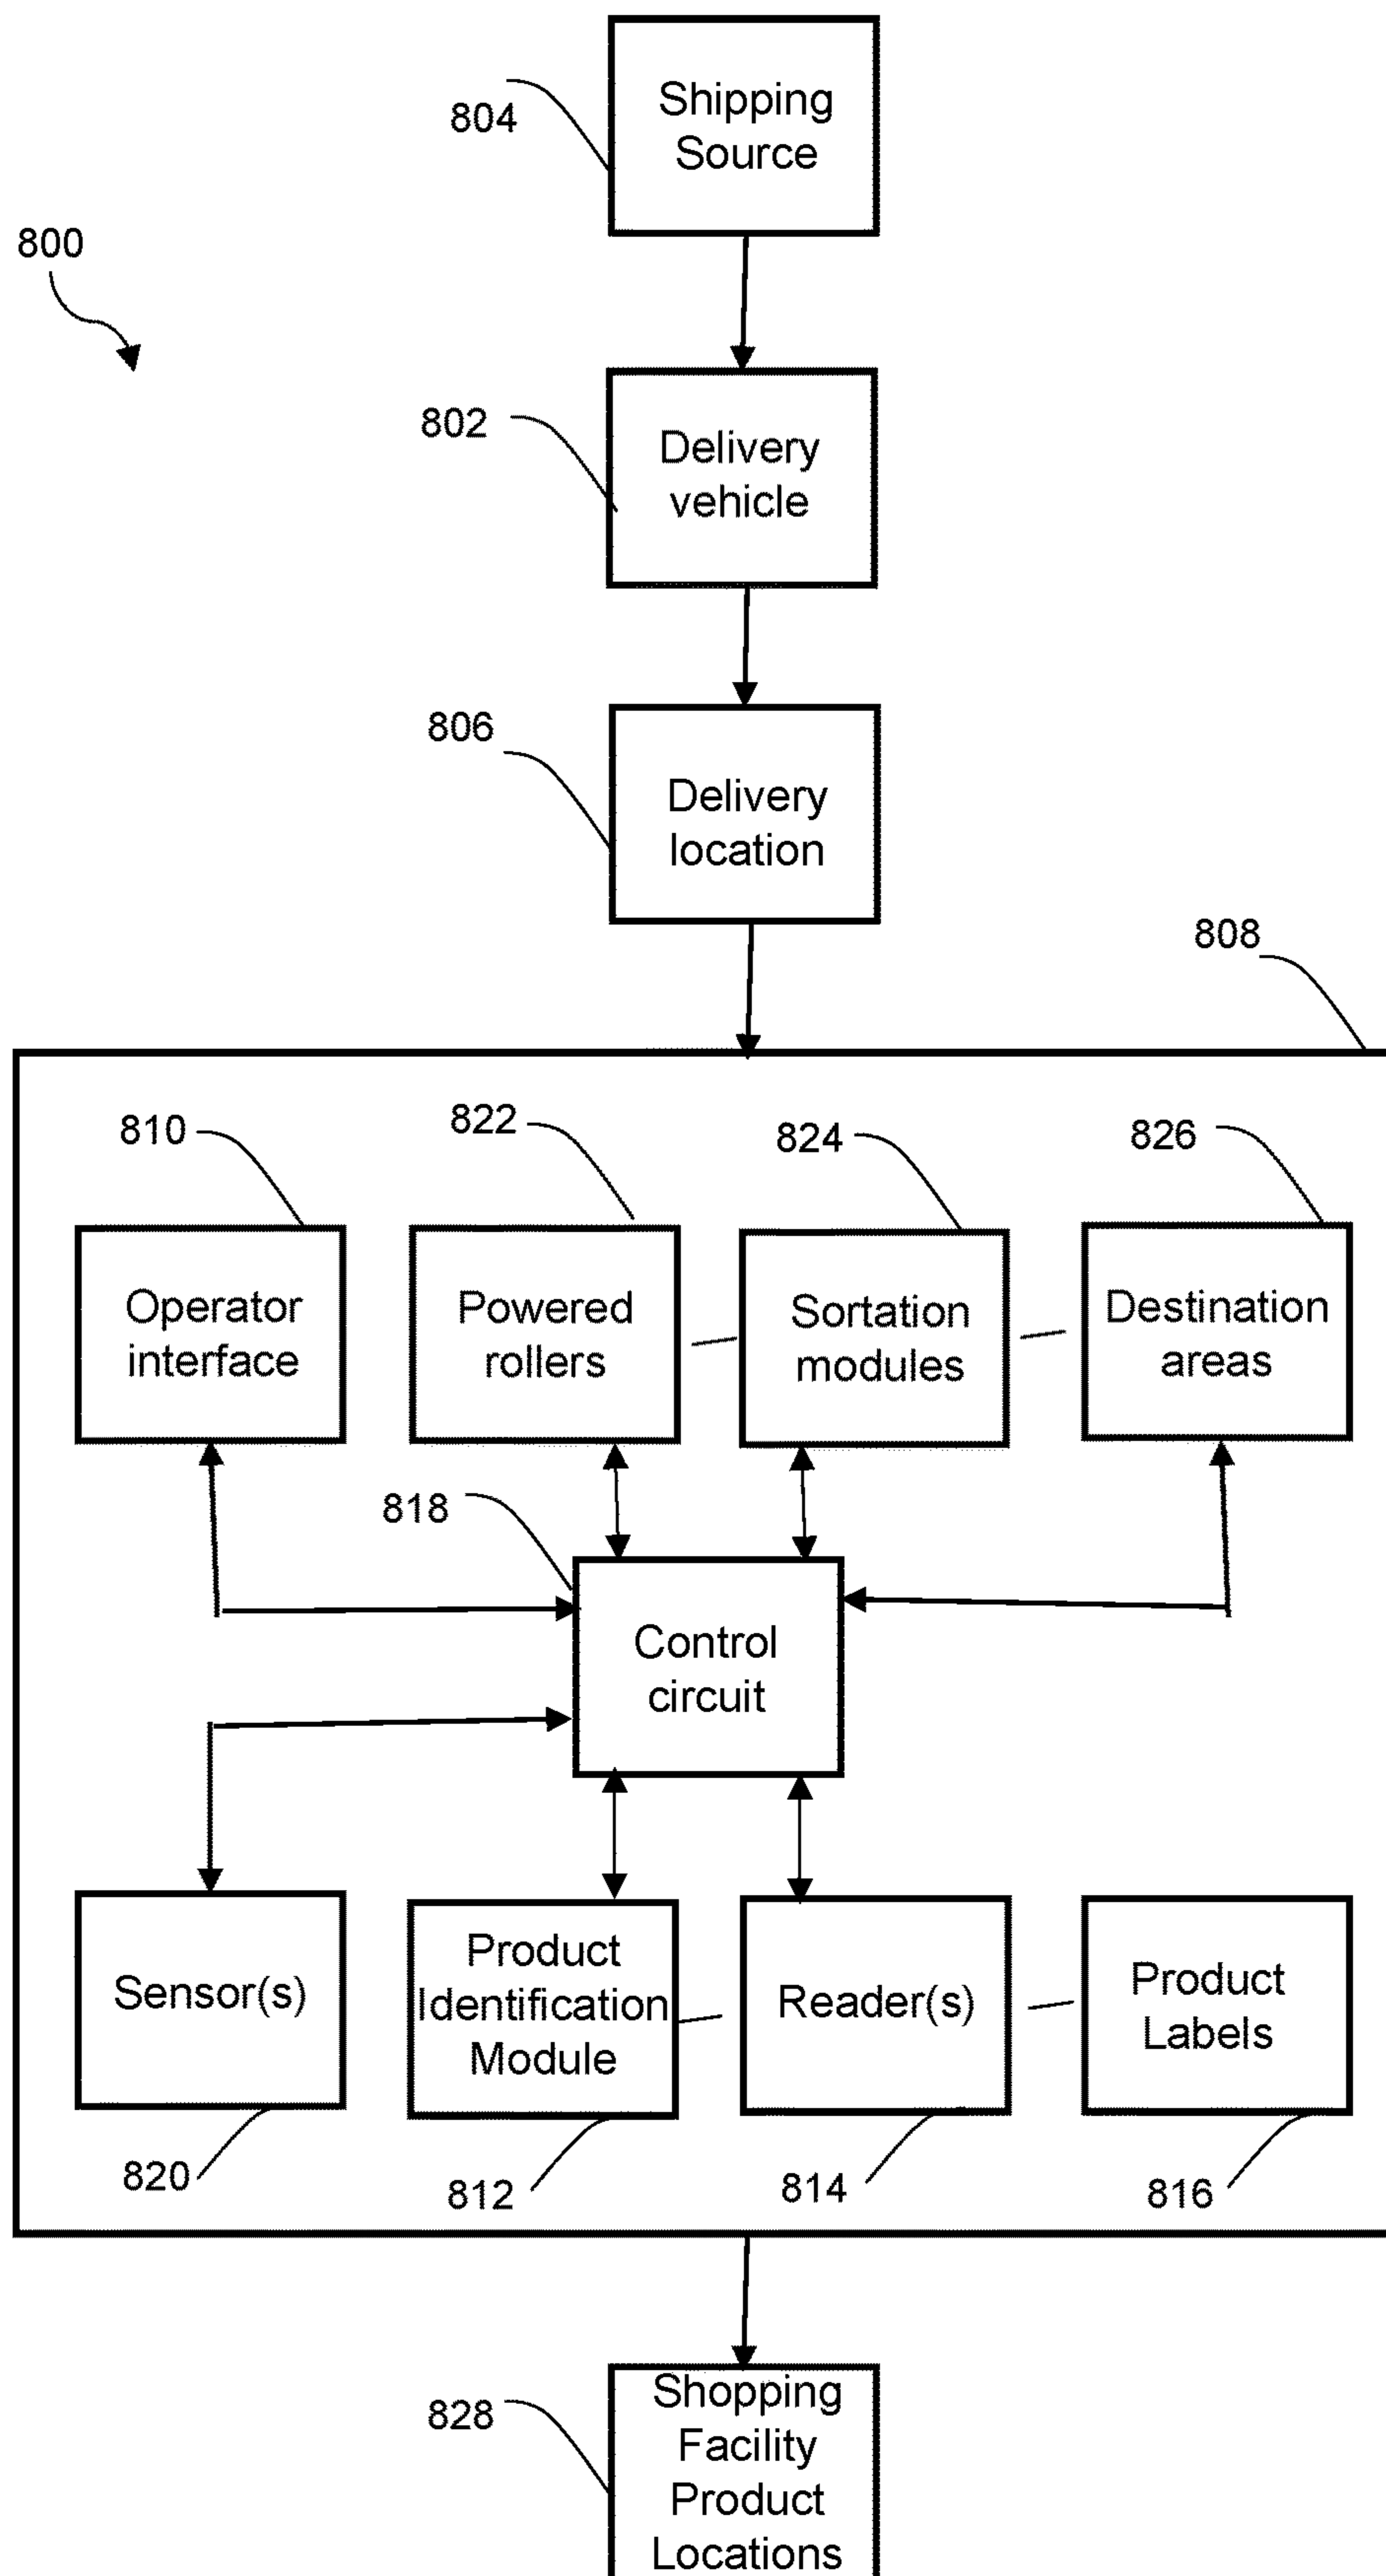 804
Shipping
Source
800
802
Delivery
vehicle
806
Delivery
location
808
810
822
824
826
Operator
interface
Powered
rollers
Sortation
modules
Destination
areas
818
Control
circuit
Sensor(s)
Product
Identification
Module
Reader(s)
Product
Labels
820
812
814
816
828
Shopping
Facility
Product
Locations